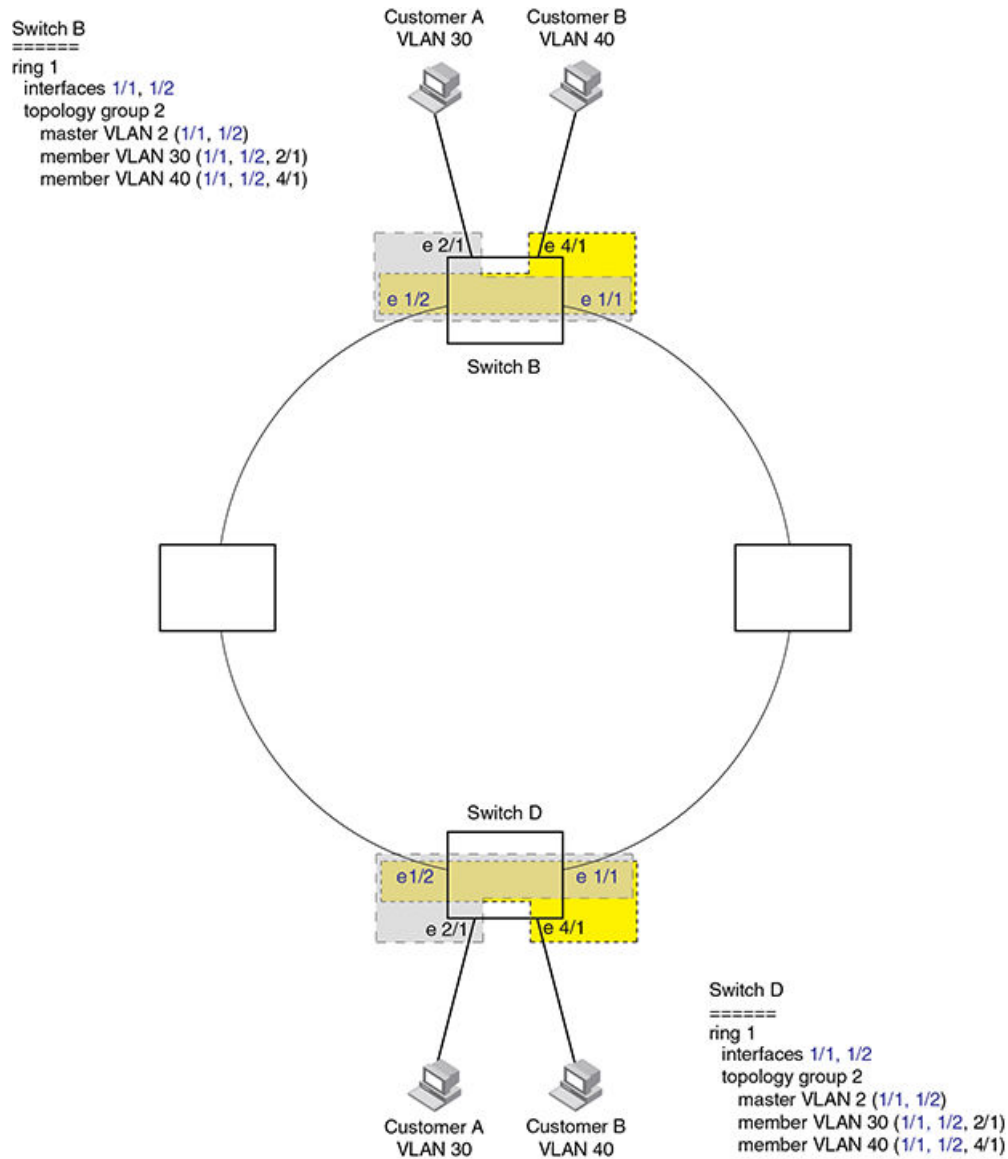 Switch B
======
ring 1
interfaces 1/1, 1/2
topology group 2
master VLAN 2 (1/1, 1/2)
member VLAN 30 (1/1, 1/2, 2/1)
member VLAN 40 (1/1, 1/2, 4/1)
Customer A
VLAN 30
Customer B
VLAN 40
e 2/1
e 4/1
e 1/2
e 1/1
Switch B
Switch D
e1/2
e 1/1
e 2/1
e 4/1
Customer A
VLAN 30
Customer B
VLAN 40
Switch D
======
ring 1
interfaces 1/1, 1/2
topology group 2
master VLAN 2 (1/1, 1/2)
member VLAN 30 (1/1, 1/2, 2/1)
member VLAN 40 (1/1, 1/2, 4/1)